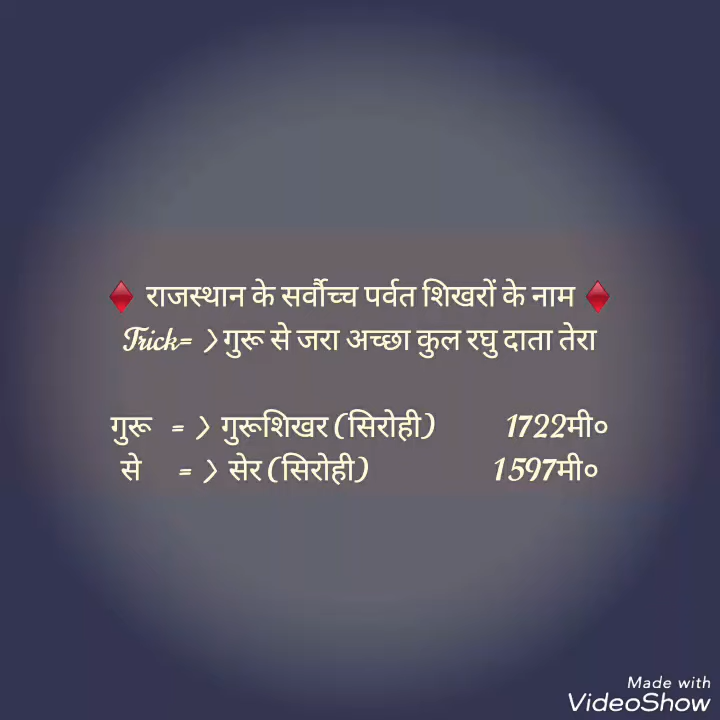 ♦ राजस्थान के सर्वौच्च पर्वत शिखरों के नाम ♦
Trick= 〉गुरू से जरा अच्छा कुल रघु दाता तेरा
गुरू = 〉 गुरूशिखर (सिरोही) 1722मी०
से = 〉 सेर (सिरोही) 1597मी०
Made with
VideoShow